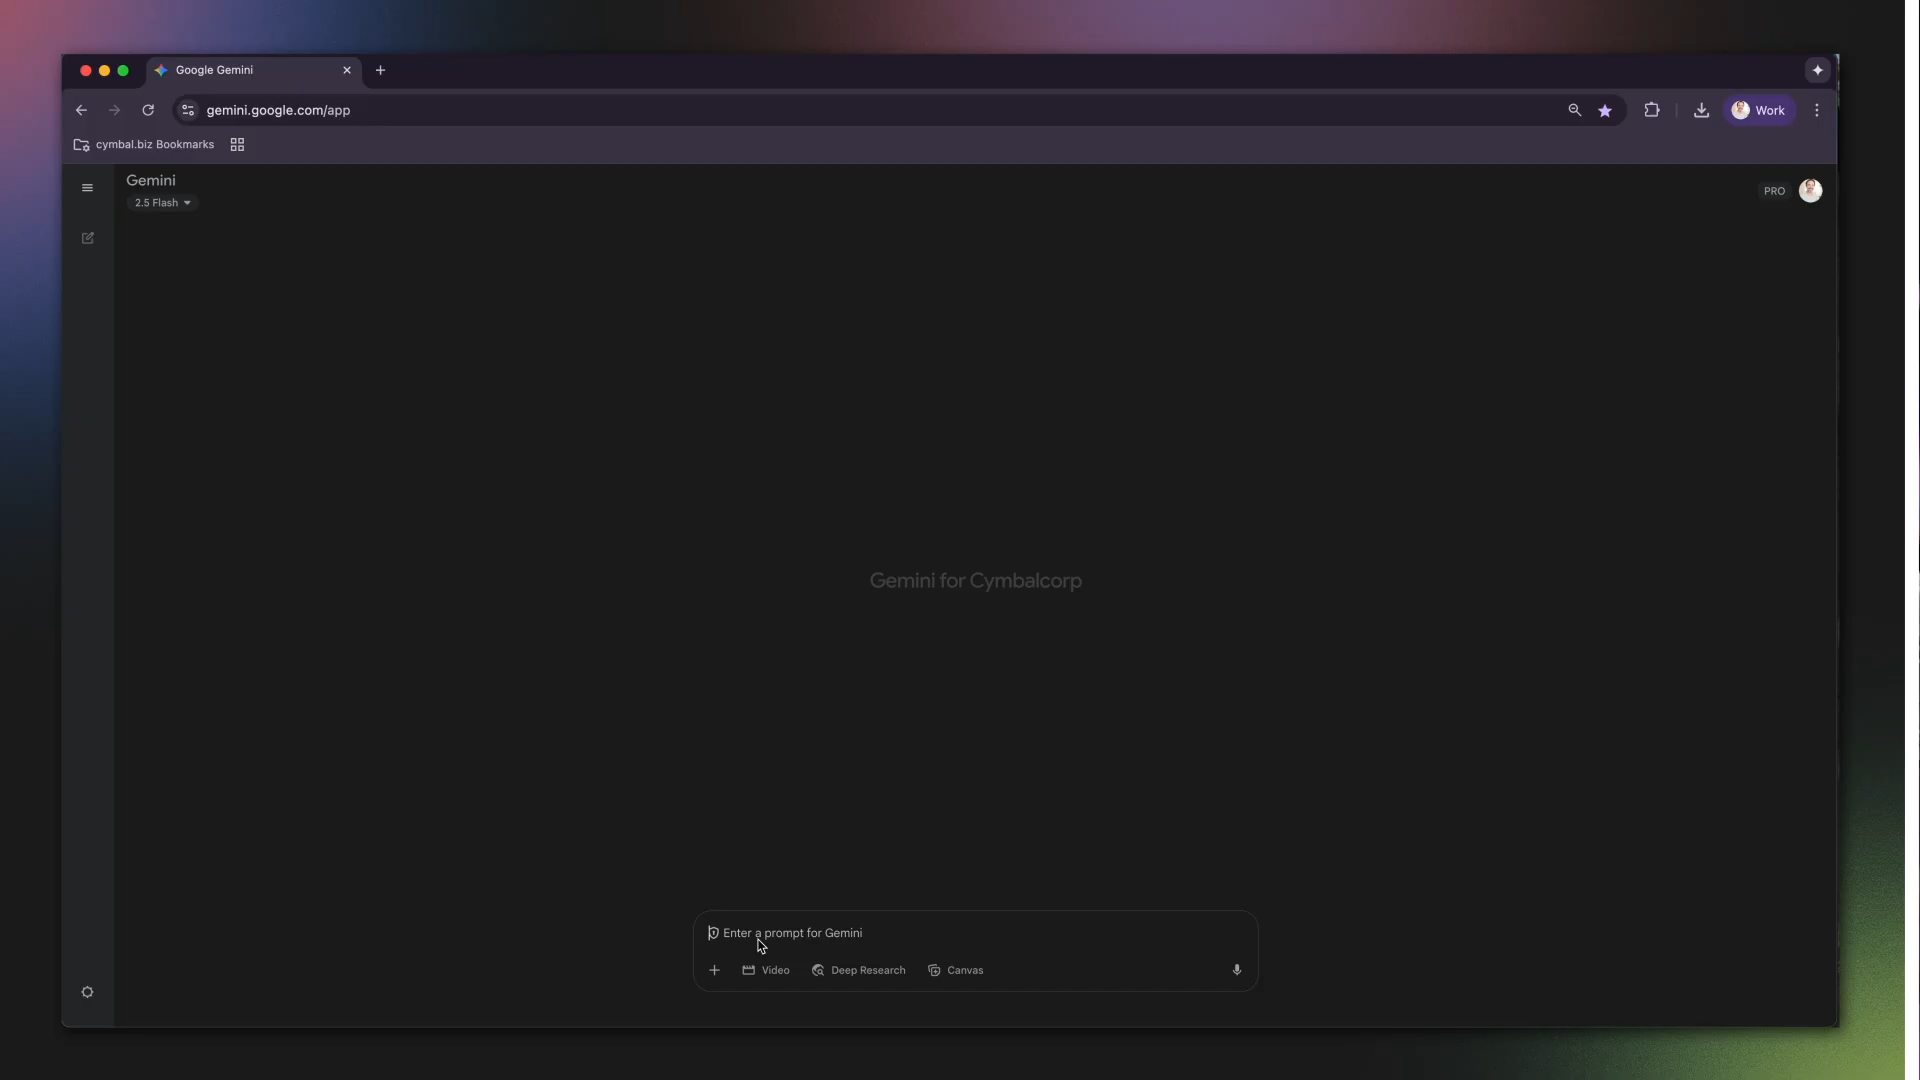 Google Gemini
gemini.google.com/app
Work
cymbal.biz Bookmarks
Gemini
2.5 Flash
PRO
Gemini for Cymbalcorp
Enter a prompt for Gemini
Video
Deep Research
Canvas